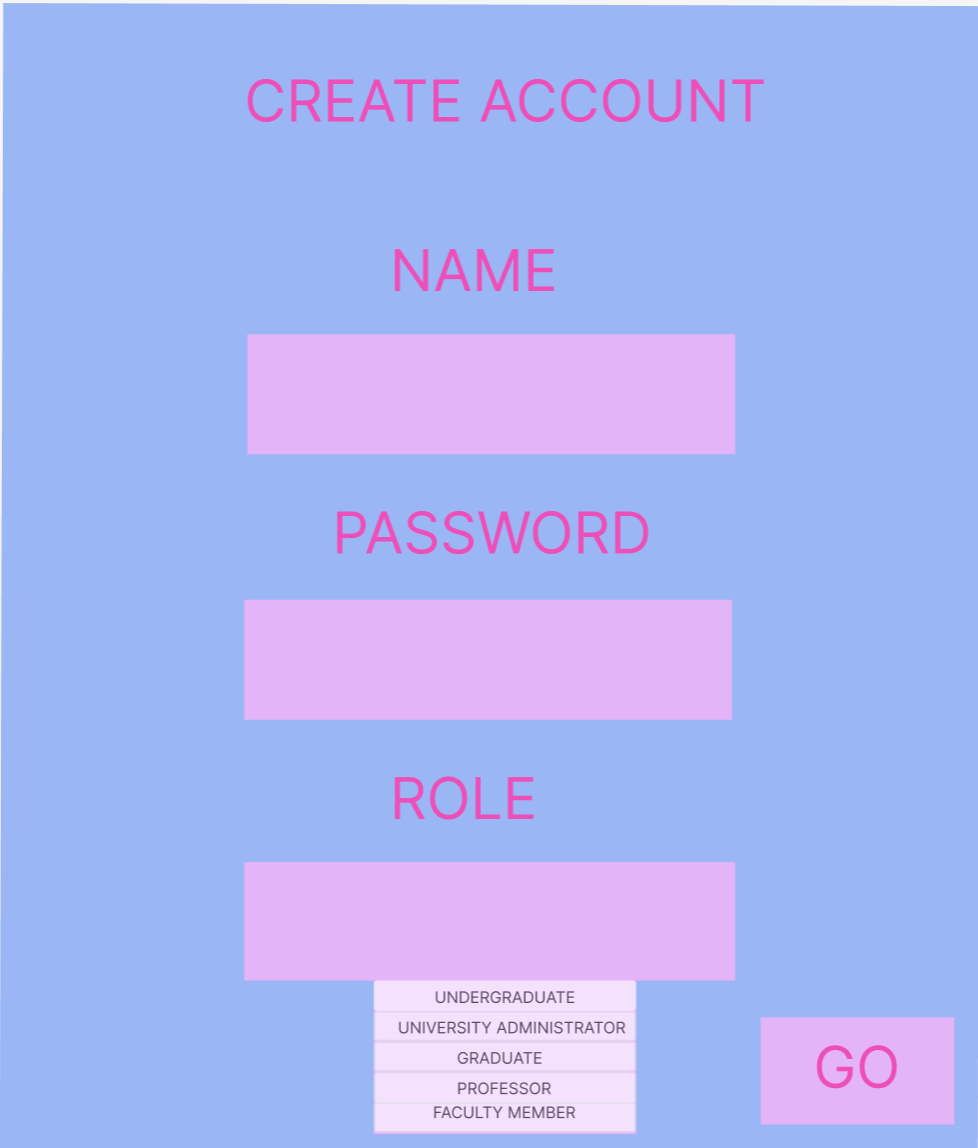 CREATE ACCOUNT
NAME
PASSWORD
ROLE
UNDERGRADUATE
UNIVERSITY ADMINISTRATOR
GRADUATE
PROFESSOR
FACULTY MEMBER
GO